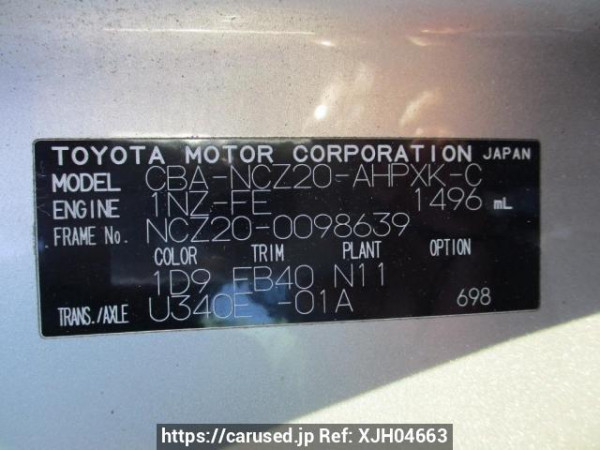 TOYOTA MOTOR CORPORATION JAPAN
MODEL CBA-NCZ20-AHPXK-C
ENGINE 1NZ-FE 1496 mL
FRAME No. NCZ20-0098639
COLOR TRIM PLANT OPTION
1D9 EB40 N11
TRANS./AXLE U340E -01A 698
https://carused.jp Ref: XJH04663